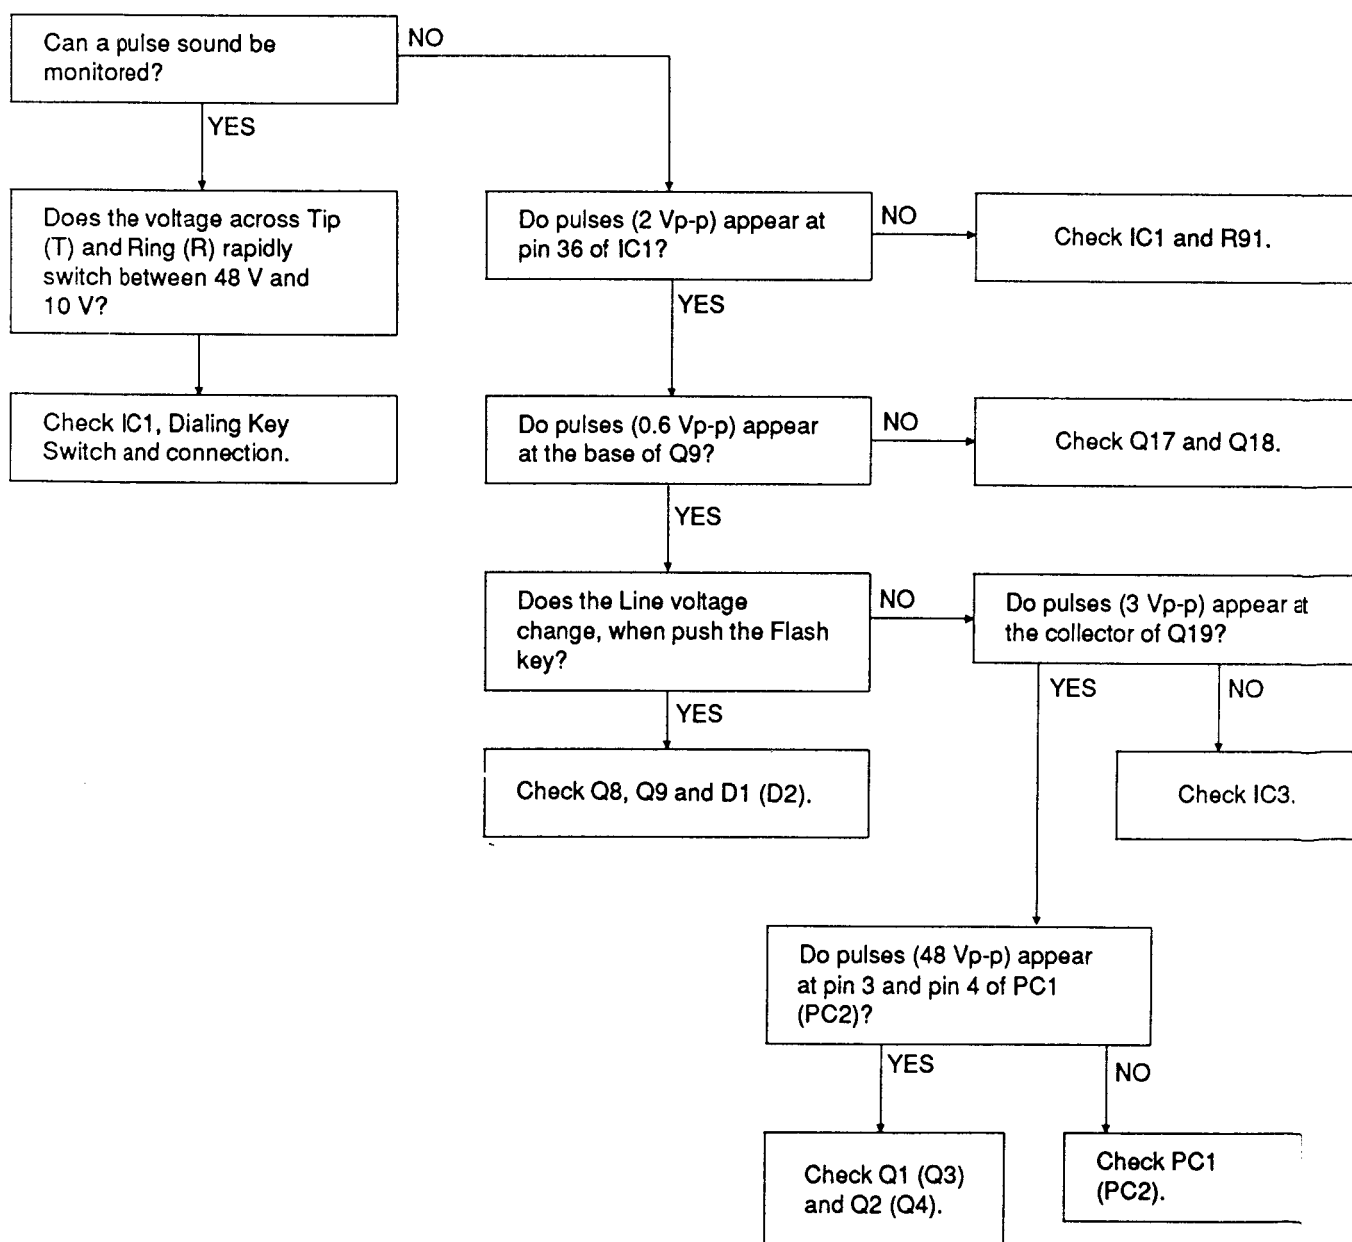 Can a pulse sound be
monitored?
NO
YES
Does the voltage across Tip
(T) and Ring (R) rapidly
switch between 48 V and
10 V?
Do pulses (2 Vp-p) appear at
pin 36 of IC1?
NO
Check IC1 and R91.
YES
Check IC1, Dialing Key
Switch and connection.
Do pulses (0.6 Vp-p) appear
at the base of Q9?
NO
Check Q17 and Q18.
YES
Does the Line voltage
change, when push the Flash
key?
NO
Do pulses (3 Vp-p) appear at
the collector of Q19?
YES
YES
NO
Check Q8, Q9 and D1 (D2).
Check IC3.
Do pulses (48 Vp-p) appear
at pin 3 and pin 4 of PC1
(PC2)?
YES
NO
Check Q1 (Q3)
and Q2 (Q4).
Check PC1
(PC2).